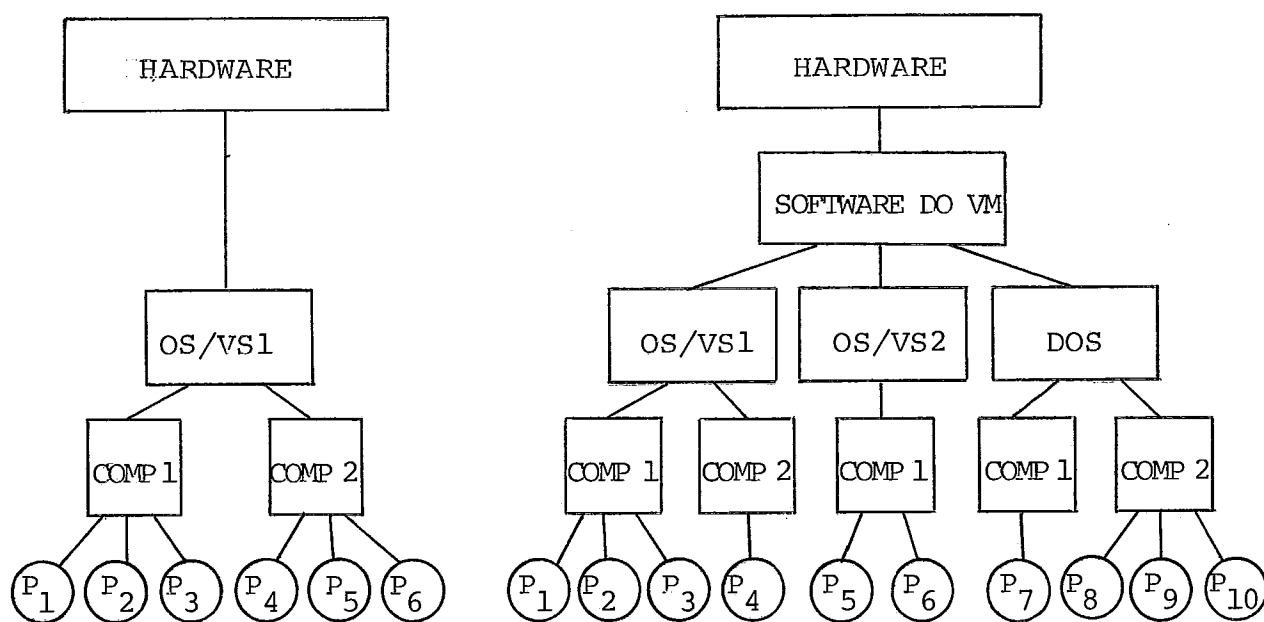 HARDWARE
OS/VS1
COMP 1 COMP 2
P1 P2 P3 P4 P5 P6
HARDWARE
SOFTWARE DO VM
OS/VS1 OS/VS2 DOS
COMP 1 COMP 2 COMP 1 COMP 1 COMP 2
P1 P2 P3 P4 P5 P6 P7 P8 P9 P10